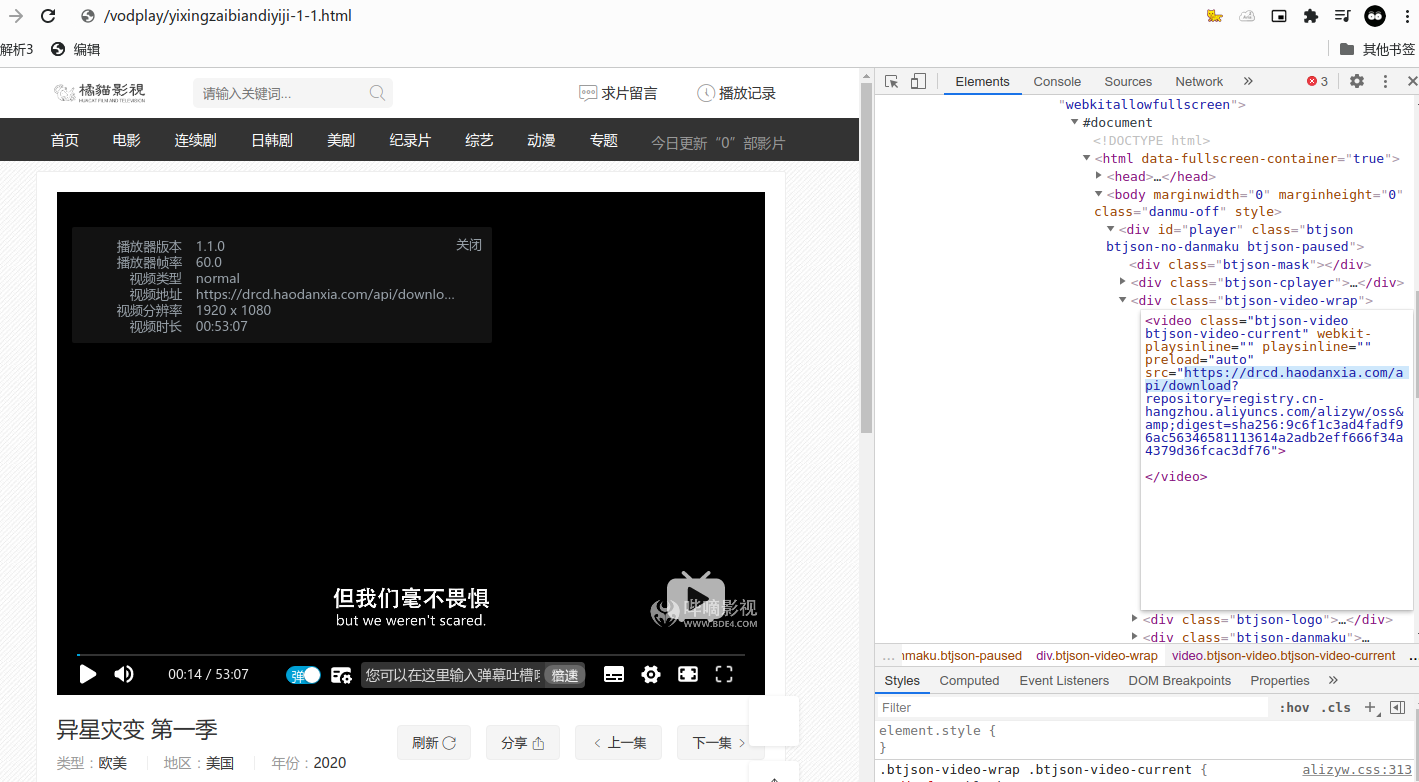 /vodplay/yixingzaibiandiyiji-1-1.html
解析3 编辑 其他书签
橘貓影視
HUACAT FILM AND TELEVISION
请输入关键词...
求片留言 播放记录
首页 电影 连续剧 日韩剧 美剧 纪录片 综艺 动漫 专题 今日更新“0”部影片
播放器版本 1.1.0 关闭
播放器帧率 60.0
视频类型 normal
视频地址 https://drcd.haodanxia.com/api/downlo...
视频分辨率 1920 x 1080
视频时长 00:53:07
但我们毫不畏惧
but we weren't scared.
哔嘀影视
WWW.BDE4.COM
00:14 / 53:07 弹 您可以在这里输入弹幕吐槽哦 倍速
异星灾变 第一季
刷新 分享 上一集 下一集
类型：欧美 地区：美国 年份：2020
Elements Console Sources Network » 3
"webkitallowfullscreen">
#document
<!DOCTYPE html>
<html data-fullscreen-container="true">
<head>…</head>
<body marginwidth="0" marginheight="0"
class="danmu-off" style>
<div id="player" class="btjson
btjson-no-danmaku btjson-paused">
<div class="btjson-mask"></div>
<div class="btjson-cplayer">…</div>
<div class="btjson-video-wrap">
<video class="btjson-video
btjson-video-current" webkit-
playsinline="" playsinline=""
preload="auto"
src="https://drcd.haodanxia.com/a
pi/download?
repository=registry.cn-
hangzhou.aliyuncs.com/alizyw/oss&
amp;digest=sha256:9c6f1c3ad4fadf9
6ac56346581113614a2adb2eff666f34a
4379d36fcac3df76">
</video>
<div class="btjson-logo">…</div>
<div class="btjson-danmaku">…
... nmaku.btjson-paused div.btjson-video-wrap video.btjson-video.btjson-video-current ..
Styles Computed Event Listeners DOM Breakpoints Properties »
Filter :hov .cls +
element.style {
}
.btjson-video-wrap .btjson-video-current { alizyw.css:313